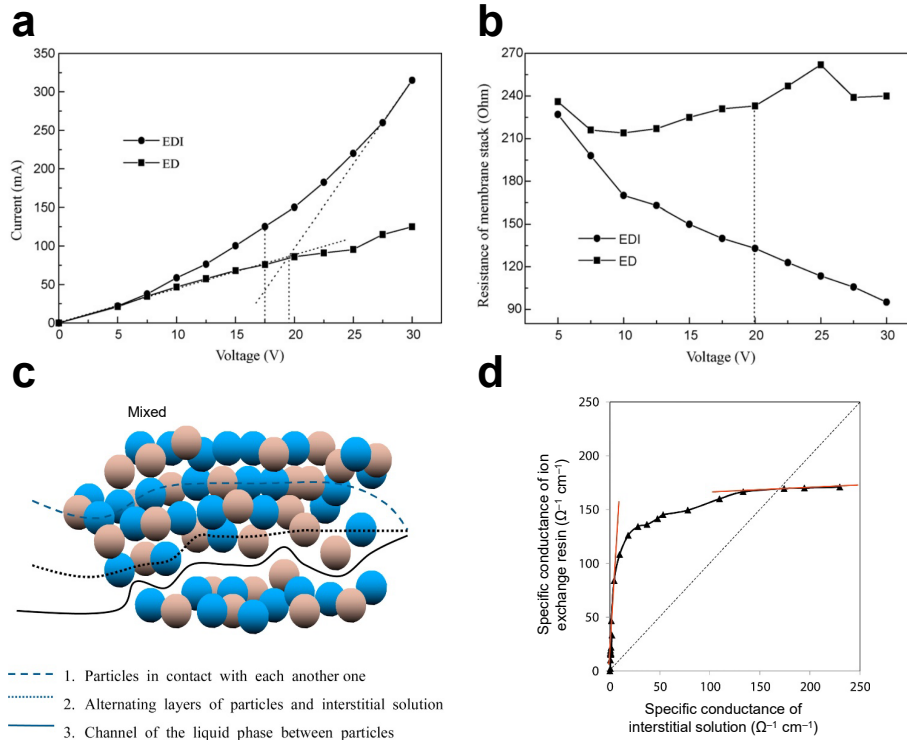 a
350
300
250
200
150
100
50
0
Current (mA)
EDI
ED
0 5 10 15 20 25 30
Voltage (V)
b
270
240
210
180
150
120
90
Resistance of membrane stack (Ohm)
EDI
ED
5 10 15 20 25 30
Voltage (V)
c
Mixed
1. Particles in contact with each another one
2. Alternating layers of particles and interstitial solution
3. Channel of the liquid phase between particles
d
250
200
150
100
50
0
Specific conductance of ion
exchange resin (Ω⁻¹ cm⁻¹)
0 50 100 150 200 250
Specific conductance of
interstitial solution (Ω⁻¹ cm⁻¹)